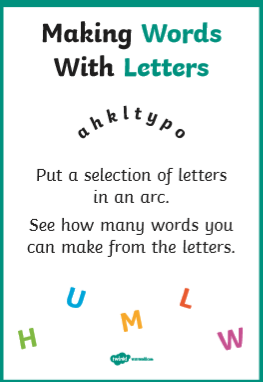 Making Words
With Letters
a h k l t y p o
Put a selection of letters
in an arc.
See how many words you
can make from the letters.
H U M L W
twinkl